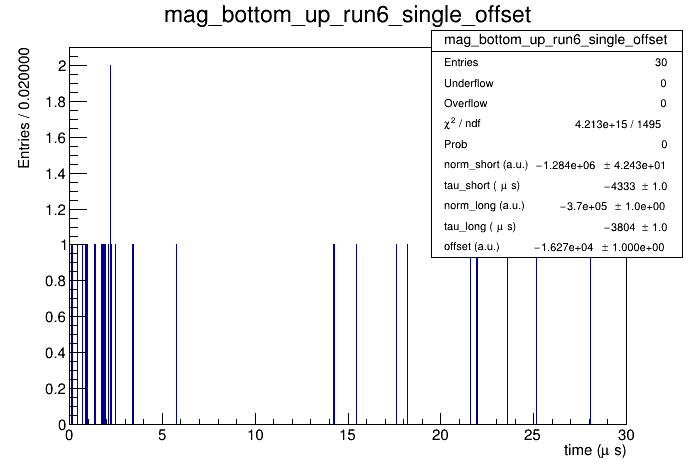 mag_bottom_up_run6_single_offset
mag_bottom_up_run6_single_offset
Entries 30
Underflow 0
Overflow 0
χ² / ndf 4.213e+15 / 1495
Prob 0
norm_short (a.u.) −1.284e+06 ± 4.243e+01
tau_short ( μ s) −4333 ± 1.0
norm_long (a.u.) −3.7e+05 ± 1.0e+00
tau_long ( μ s) −3804 ± 1.0
offset (a.u.) −1.627e+04 ± 1.000e+00
Entries / 0.020000
2
1.8
1.6
1.4
1.2
1
0.8
0.6
0.4
0.2
0
0 5 10 15 20 25 30
time (μ s)